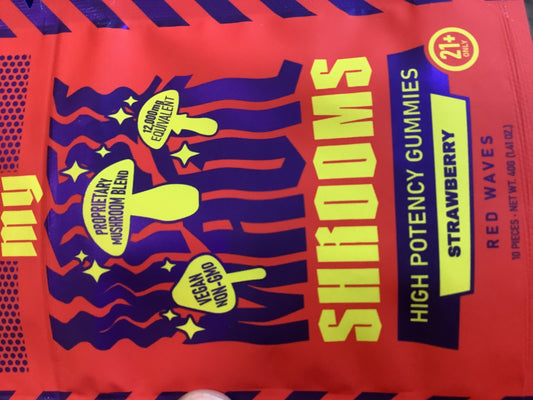 my
12,000mg
EQUIVALENT
PROPRIETARY
MUSHROOM BLEND
VEGAN
NON-GMO
SHROOMS
HIGH POTENCY GUMMIES
STRAWBERRY
21+
ONLY
RED WAVES
10 PIECES • NET WT. 40G (1.41 OZ.)